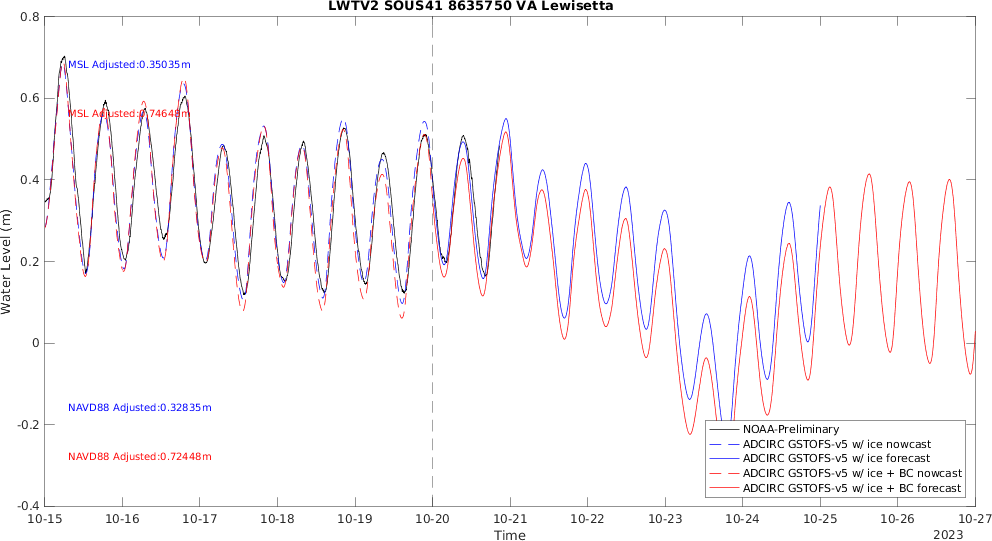 LWTV2 SOUS41 8635750 VA Lewisetta
0.8
0.6
0.4
0.2
0
-0.2
-0.4
Water Level (m)
MSL Adjusted:0.35035m
MSL Adjusted:0.74648m
NAVD88 Adjusted:0.32835m
NAVD88 Adjusted:0.72448m
NOAA-Preliminary
ADCIRC GSTOFS-v5 w/ ice nowcast
ADCIRC GSTOFS-v5 w/ ice forecast
ADCIRC GSTOFS-v5 w/ ice + BC nowcast
ADCIRC GSTOFS-v5 w/ ice + BC forecast
10-15 10-16 10-17 10-18 10-19 10-20 10-21 10-22 10-23 10-24 10-25 10-26 10-27
Time
2023